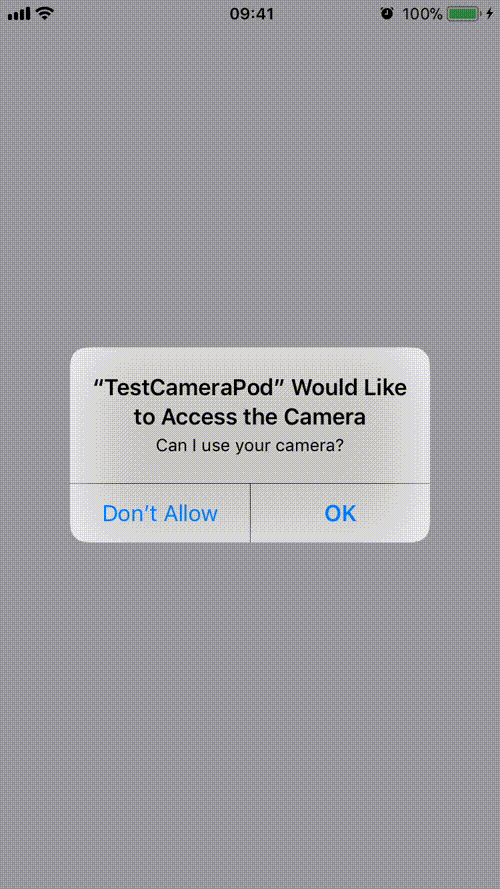 09:41
100%
“TestCameraPod” Would Like
to Access the Camera
Can I use your camera?
Don’t Allow
OK